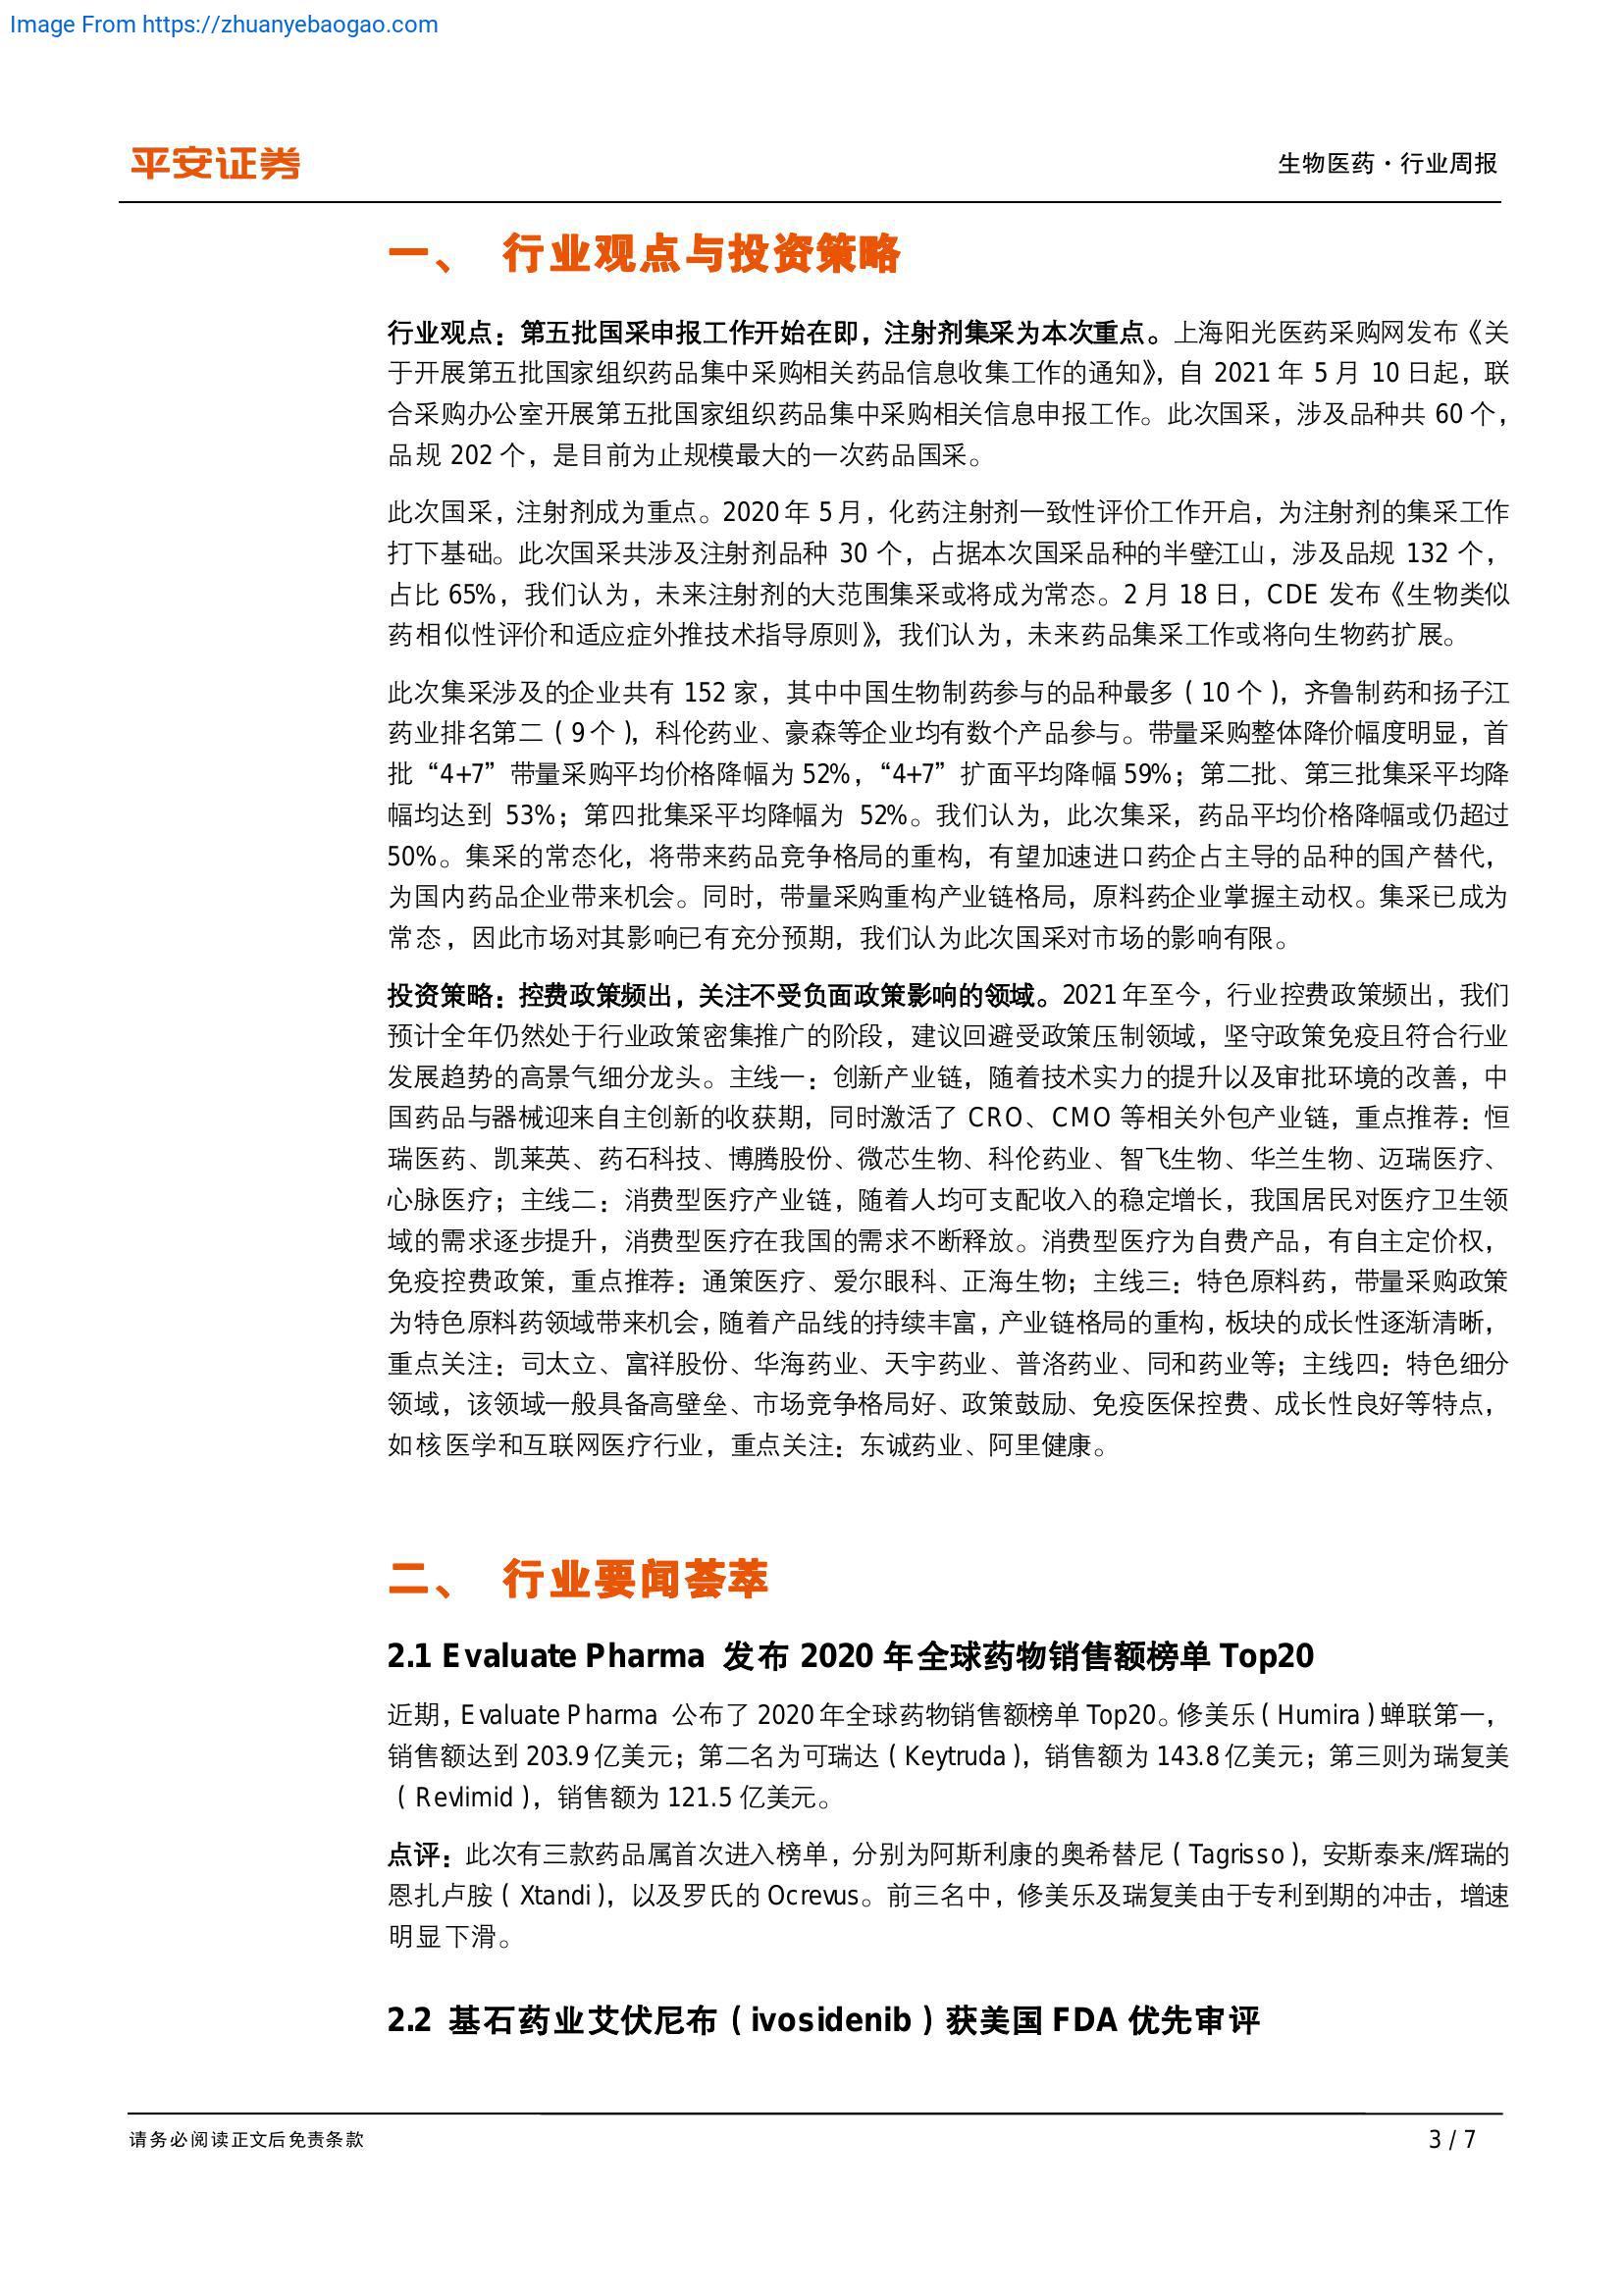 Image From https://zhuanyebaogao.com
平安证券
生物医药·行业周报
一、 行业观点与投资策略
行业观点：第五批国采申报工作开始在即，注射剂集采为本次重点。上海阳光医药采购网发布《关
于开展第五批国家组织药品集中采购相关药品信息收集工作的通知》，自 2021 年 5 月 10 日起，联
合采购办公室开展第五批国家组织药品集中采购相关信息申报工作。此次国采，涉及品种共 60 个，
品规 202 个，是目前为止规模最大的一次药品国采。
此次国采，注射剂成为重点。2020 年 5 月，化药注射剂一致性评价工作开启，为注射剂的集采工作
打下基础。此次国采共涉及注射剂品种 30 个，占据本次国采品种的半壁江山，涉及品规 132 个，
占比 65%，我们认为，未来注射剂的大范围集采或将成为常态。2 月 18 日，CDE 发布《生物类似
药相似性评价和适应症外推技术指导原则》，我们认为，未来药品集采工作或将向生物药扩展。
此次集采涉及的企业共有 152 家，其中中国生物制药参与的品种最多（10 个），齐鲁制药和扬子江
药业排名第二（9 个），科伦药业、豪森等企业均有数个产品参与。带量采购整体降价幅度明显，首
批“4+7”带量采购平均价格降幅为 52%，“4+7”扩面平均降幅 59%；第二批、第三批集采平均降
幅均达到 53%；第四批集采平均降幅为 52%。我们认为，此次集采，药品平均价格降幅或仍超过
50%。集采的常态化，将带来药品竞争格局的重构，有望加速进口药企占主导的品种的国产替代，
为国内药品企业带来机会。同时，带量采购重构产业链格局，原料药企业掌握主动权。集采已成为
常态，因此市场对其影响已有充分预期，我们认为此次国采对市场的影响有限。
投资策略：控费政策频出，关注不受负面政策影响的领域。2021 年至今，行业控费政策频出，我们
预计全年仍然处于行业政策密集推广的阶段，建议回避受政策压制领域，坚守政策免疫且符合行业
发展趋势的高景气细分龙头。主线一：创新产业链，随着技术实力的提升以及审批环境的改善，中
国药品与器械迎来自主创新的收获期，同时激活了 CRO、CMO 等相关外包产业链，重点推荐：恒
瑞医药、凯莱英、药石科技、博腾股份、微芯生物、科伦药业、智飞生物、华兰生物、迈瑞医疗、
心脉医疗；主线二：消费型医疗产业链，随着人均可支配收入的稳定增长，我国居民对医疗卫生领
域的需求逐步提升，消费型医疗在我国的需求不断释放。消费型医疗为自费产品，有自主定价权，
免疫控费政策，重点推荐：通策医疗、爱尔眼科、正海生物；主线三：特色原料药，带量采购政策
为特色原料药领域带来机会，随着产品线的持续丰富，产业链格局的重构，板块的成长性逐渐清晰，
重点关注：司太立、富祥股份、华海药业、天宇药业、普洛药业、同和药业等；主线四：特色细分
领域，该领域一般具备高壁垒、市场竞争格局好、政策鼓励、免疫医保控费、成长性良好等特点，
如核医学和互联网医疗行业，重点关注：东诚药业、阿里健康。
二、 行业要闻荟萃
2.1 Evaluate Pharma 发布 2020 年全球药物销售额榜单 Top20
近期，Evaluate Pharma 公布了 2020 年全球药物销售额榜单 Top20。修美乐（Humira）蝉联第一，
销售额达到 203.9 亿美元；第二名为可瑞达（Keytruda），销售额为 143.8 亿美元；第三则为瑞复美
（Revlimid），销售额为 121.5 亿美元。
点评：此次有三款药品属首次进入榜单，分别为阿斯利康的奥希替尼（Tagrisso），安斯泰来/辉瑞的
恩扎卢胺（Xtandi），以及罗氏的 Ocrevus。前三名中，修美乐及瑞复美由于专利到期的冲击，增速
明显下滑。
2.2 基石药业艾伏尼布（ivosidenib）获美国 FDA 优先审评
请务必阅读正文后免责条款
3 / 7